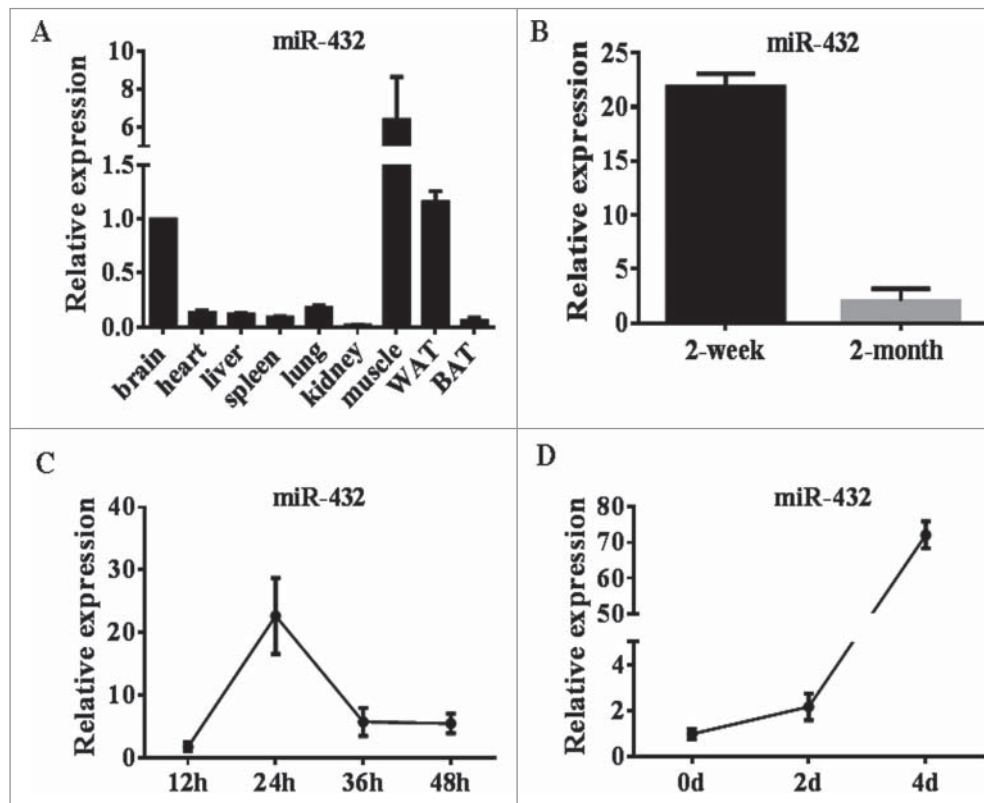 A
miR-432
Relative expression
10
8
6
1.5
1.0
0.5
0.0
brain
heart
liver
spleen
lung
kidney
muscle
WAT
BAT
B
miR-432
Relative expression
25
20
15
10
5
0
2-week
2-month
C
miR-432
Relative expression
40
30
20
10
0
12h
24h
36h
48h
D
miR-432
Relative expression
80
70
60
50
4
2
0
0d
2d
4d